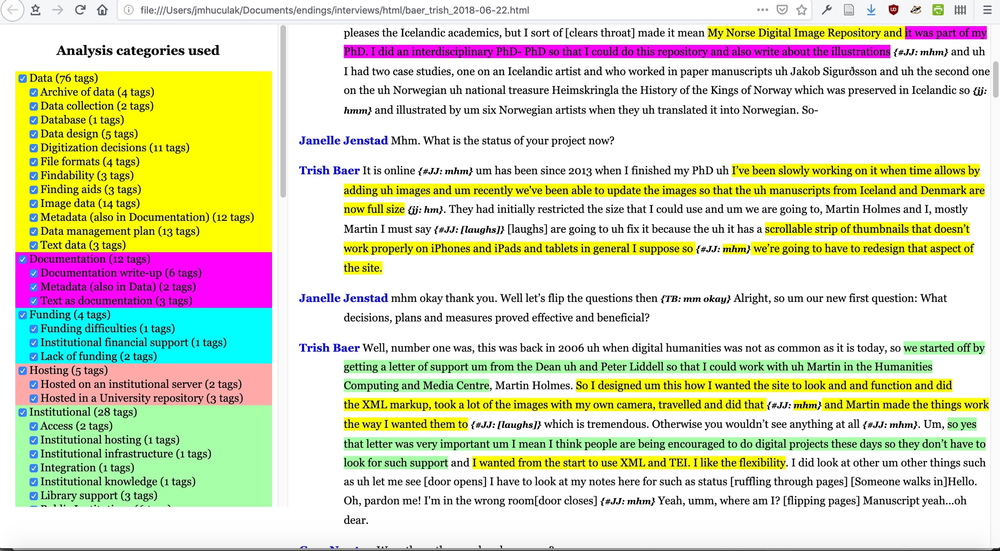 file:///Users/jmhuculak/Documents/endings/interviews/html/baer_trish_2018-06-22.html
Analysis categories used
Data (76 tags)
Archive of data (4 tags)
Data collection (2 tags)
Database (1 tags)
Data design (5 tags)
Digitization decisions (11 tags)
File formats (4 tags)
Findability (3 tags)
Finding aids (3 tags)
Image data (14 tags)
Metadata (also in Documentation) (12 tags)
Data management plan (13 tags)
Text data (3 tags)
Documentation (12 tags)
Documentation write-up (6 tags)
Metadata (also in Data) (2 tags)
Text as documentation (3 tags)
Funding (4 tags)
Funding difficulties (1 tags)
Institutional financial support (1 tags)
Lack of funding (2 tags)
Hosting (5 tags)
Hosted on an institutional server (2 tags)
Hosted in a University repository (3 tags)
Institutional (28 tags)
Access (2 tags)
Institutional hosting (1 tags)
Institutional infrastructure (1 tags)
Integration (1 tags)
Institutional knowledge (1 tags)
Library support (3 tags)
pleases the Icelandic academics, but I sort of [clears throat] made it mean My Norse Digital Image Repository and it was part of my
PhD. I did an interdisciplinary PhD- PhD so that I could do this repository and also write about the illustrations {#JJ: mhm} and uh
I had two case studies, one on an Icelandic artist and who worked in paper manuscripts uh Jakob Sigurðsson and uh the second one
on the uh Norwegian uh national treasure Heimskringla the History of the Kings of Norway which was preserved in Icelandic so {jj:
hmm} and illustrated by um six Norwegian artists when they uh translated it into Norwegian. So-
Janelle Jenstad Mhm. What is the status of your project now?
Trish Baer It is online {#JJ: mhm} um has been since 2013 when I finished my PhD uh I’ve been slowly working on it when time allows by
adding uh images and um recently we've been able to update the images so that the uh manuscripts from Iceland and Denmark are
now full size {jj: hm}. They had initially restricted the size that I could use and um we are going to, Martin Holmes and I, mostly
Martin I must say {#JJ: [laughs]} [laughs] are going to uh fix it because the uh it has a scrollable strip of thumbnails that doesn’t
work properly on iPhones and iPads and tablets in general I suppose so {#JJ: mhm} we’re going to have to redesign that aspect of
the site.
Janelle Jenstad mhm okay thank you. Well let’s flip the questions then {TB: mm okay} Alright, so um our new first question: What
decisions, plans and measures proved effective and beneficial?
Trish Baer Well, number one was, this was back in 2006 uh when digital humanities was not as common as it is today, so we started off by
getting a letter of support um from the Dean uh and Peter Liddell so that I could work with uh Martin in the Humanities
Computing and Media Centre, Martin Holmes. So I designed um this how I wanted the site to look and and function and did
the XML markup, took a lot of the images with my own camera, travelled and did that {#JJ: mhm} and Martin made the things work
the way I wanted them to {#JJ: [laughs]} which is tremendous. Otherwise you wouldn’t see anything at all {#JJ: mhm}. Um, so yes
that letter was very important um I mean I think people are being encouraged to do digital projects these days so they don’t have to
look for such support and I wanted from the start to use XML and TEI. I like the flexibility. I did look at other um other things such
as uh let me see [door opens] I have to look at my notes here for such as status [ruffling through pages] [Someone walks in]Hello.
Oh, pardon me! I'm in the wrong room[door closes] {#JJ: mhm} Yeah, umm, where am I? [flipping pages] Manuscript yeah...oh
dear.